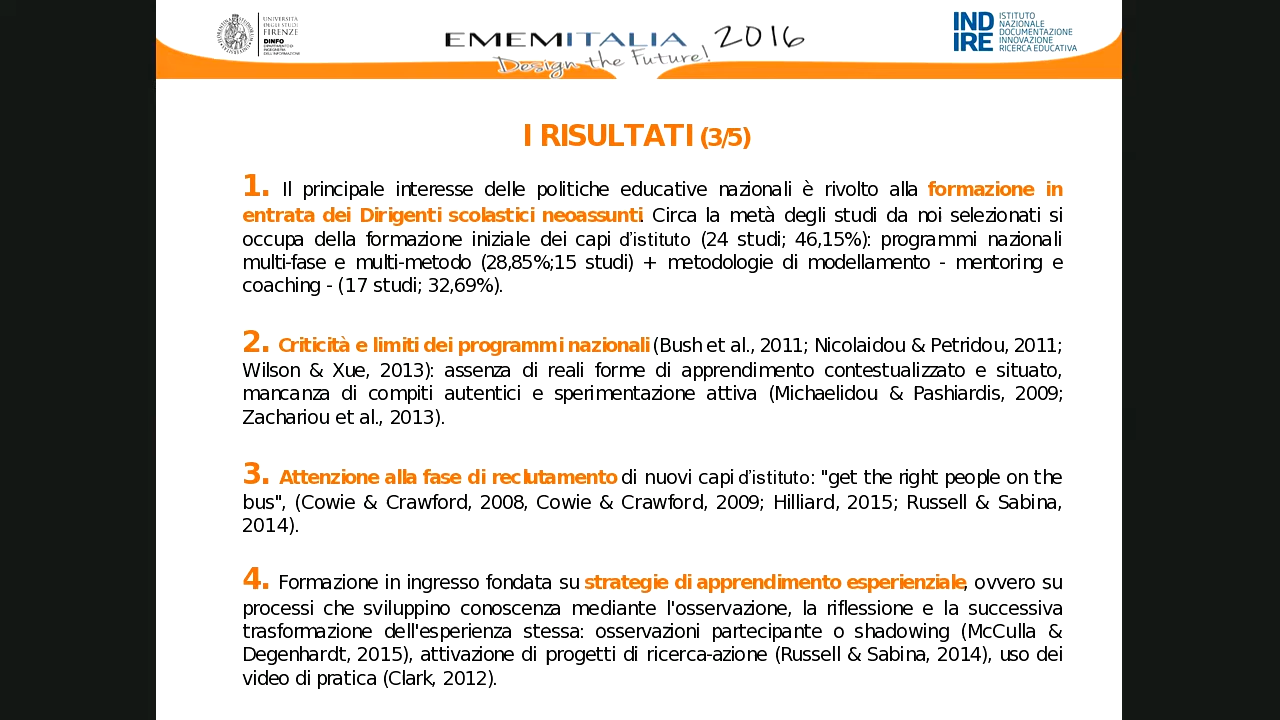 UNIVERSITÀ
DEGLI STUDI
FIRENZE
DINFO
DIPARTIMENTO DI
INGEGNERIA
DELL'INFORMAZIONE
EMEMITALIA 2016
Design the Future!
INDIRE
ISTITUTO
NAZIONALE
DOCUMENTAZIONE
INNOVAZIONE
RICERCA EDUCATIVA
I RISULTATI (3/5)
1. Il principale interesse delle politiche educative nazionali è rivolto alla formazione in
entrata dei Dirigenti scolastici neoassunti. Circa la metà degli studi da noi selezionati si
occupa della formazione iniziale dei capi d’istituto (24 studi; 46,15%): programmi nazionali
multi-fase e multi-metodo (28,85%;15 studi) + metodologie di modellamento - mentoring e
coaching - (17 studi; 32,69%).
2. Criticità e limiti dei programmi nazionali (Bush et al., 2011; Nicolaidou & Petridou, 2011;
Wilson & Xue, 2013): assenza di reali forme di apprendimento contestualizzato e situato,
mancanza di compiti autentici e sperimentazione attiva (Michaelidou & Pashiardis, 2009;
Zachariou et al., 2013).
3. Attenzione alla fase di reclutamento di nuovi capi d’istituto: "get the right people on the
bus", (Cowie & Crawford, 2008, Cowie & Crawford, 2009; Hilliard, 2015; Russell & Sabina,
2014).
4. Formazione in ingresso fondata su strategie di apprendimento esperienziale, ovvero su
processi che sviluppino conoscenza mediante l'osservazione, la riflessione e la successiva
trasformazione dell'esperienza stessa: osservazioni partecipante o shadowing (McCulla &
Degenhardt, 2015), attivazione di progetti di ricerca-azione (Russell & Sabina, 2014), uso dei
video di pratica (Clark, 2012).